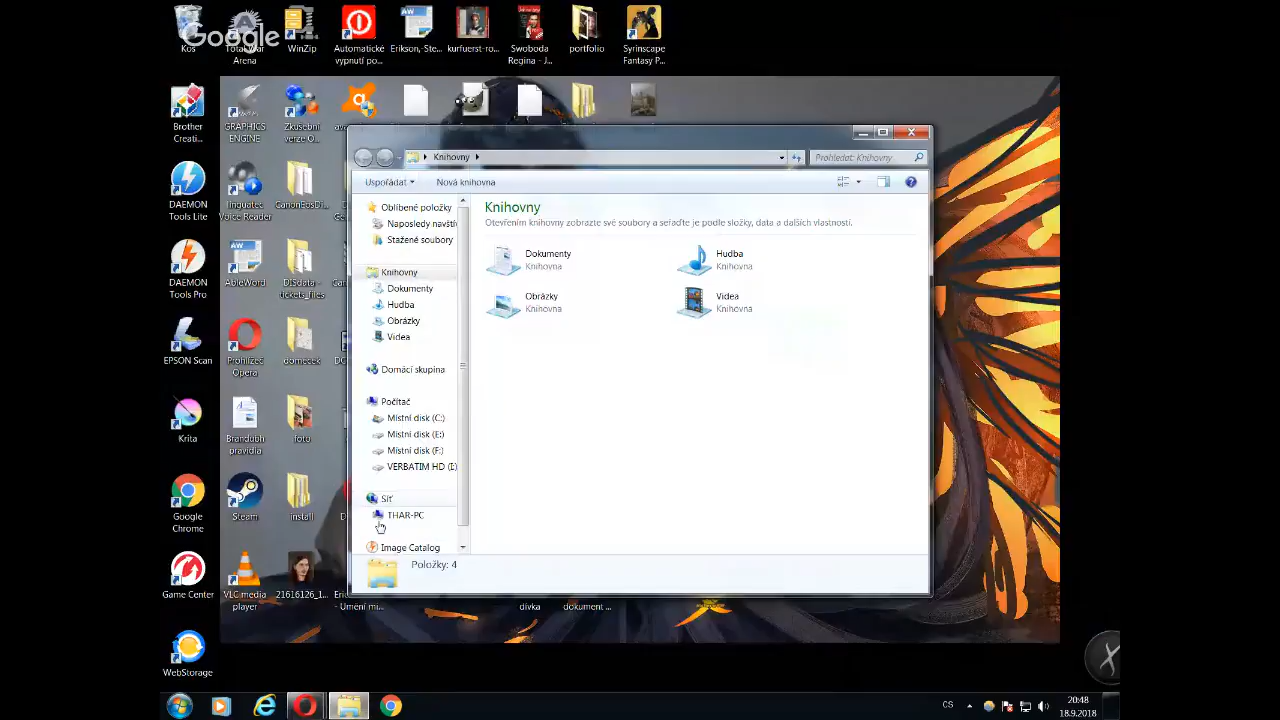 Google
Koš
Total War
Arena
WinZip
Automatické
vypnutí po...
Erikson,-Ste...
kurfuerst-ro...
Swoboda
Regina - J...
portfolio
Syrinscape
Fantasy P...
Brother
Creati...
GRAPHICS
ENGINE
Zkušební
verze O...
DAEMON
Tools Lite
linguatec
Voice Reader
CanonEosDi...
DAEMON
Tools Pro
AbleWord
DISdata -
tickets_files
EPSON Scan
Prohlížeč
Opera
domecek
Krita
foto
Google
Chrome
Steam
install
Game Center
VLC media
player
21616126_1...
- Umění mi...
divka
dokument ...
WebStorage
Knihovny
Prohledat: Knihovny
Uspořádat
Nová knihovna
Oblíbené položky
Naposledy navští
Stažené soubory
Knihovny
Dokumenty
Hudba
Obrázky
Videa
Domácí skupina
Počítač
Místní disk (C:)
Místní disk (E:)
Místní disk (F:)
VERBATIM HD (I:
Síť
THAR-PC
Image Catalog
Knihovny
Otevřením knihovny zobrazte své soubory a seřaďte je podle složky, data a dalších vlastností.
Dokumenty
Knihovna
Hudba
Knihovna
Obrázky
Knihovna
Videa
Knihovna
Položky: 4
CS
20:48
18.9.2018